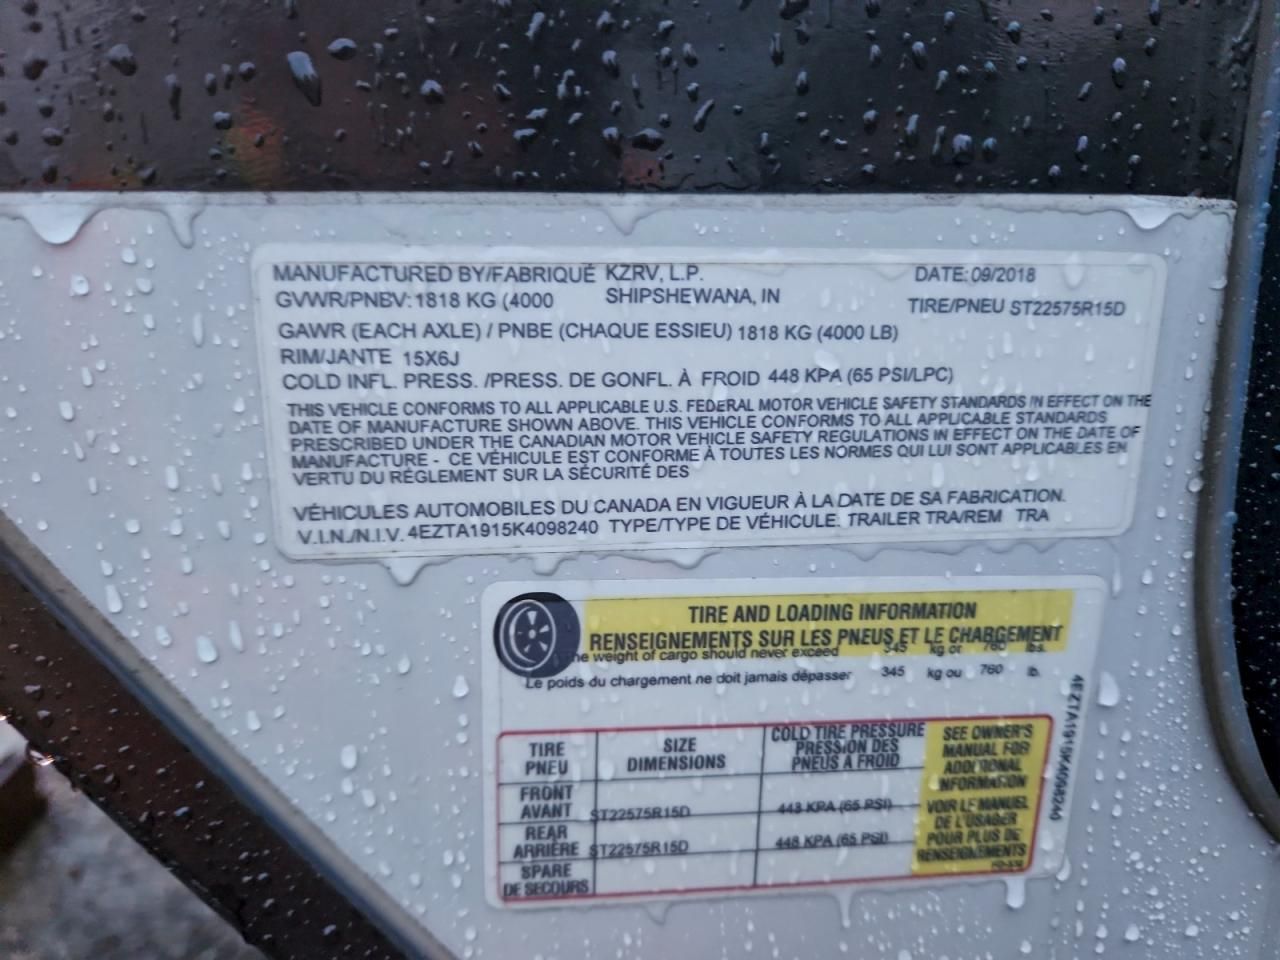 MANUFACTURED BY/FABRIQUÉ KZRV, L.P. DATE: 09/2018
GVWR/PNBV: 1818 KG (4000 SHIPSHEWANA, IN TIRE/PNEU ST22575R15D
GAWR (EACH AXLE) / PNBE (CHAQUE ESSIEU) 1818 KG (4000 LB)
RIM/JANTE 15X6J
COLD INFL. PRESS. /PRESS. DE GONFL. À FROID 448 KPA (65 PSI/LPC)
THIS VEHICLE CONFORMS TO ALL APPLICABLE U.S. FEDERAL MOTOR VEHICLE SAFETY STANDARDS IN EFFECT ON THE
DATE OF MANUFACTURE SHOWN ABOVE. THIS VEHICLE CONFORMS TO ALL APPLICABLE STANDARDS
PRESCRIBED UNDER THE CANADIAN MOTOR VEHICLE SAFETY REGULATIONS IN EFFECT ON THE DATE OF
MANUFACTURE - CE VÉHICULE EST CONFORME À TOUTES LES NORMES QUI LUI SONT APPLICABLES EN
VERTU DU RÉGLEMENT SUR LA SÉCURITÉ DES
VÉHICULES AUTOMOBILES DU CANADA EN VIGUEUR À LA DATE DE SA FABRICATION.
V.I.N./N.I.V. 4EZTA1915K4098240 TYPE/TYPE DE VÉHICULE: TRAILER TRA/REM TRA
TIRE AND LOADING INFORMATION
RENSEIGNEMENTS SUR LES PNEUS ET LE CHARGEMENT
he weight of cargo should never exceed 345 kg or 760 lbs.
Le poids du chargement ne doit jamais dépasser 345 kg ou 760 lb.
TIRE
PNEU
SIZE
DIMENSIONS
COLD TIRE PRESSURE
PRESSION DES
PNEUS À FROID
FRONT
AVANT ST22575R15D 448 KPA (65 PSI)
REAR
ARRIÈRE ST22575R15D 448 KPA (65 PSI)
SPARE
DE SECOURS
SEE OWNER'S
MANUAL FOR
ADDITIONAL
INFORMATION
VOIR LE MANUEL
DE L'USAGER
POUR PLUS DE
RENSEIGNEMENTS
4EZTA1915K4098240